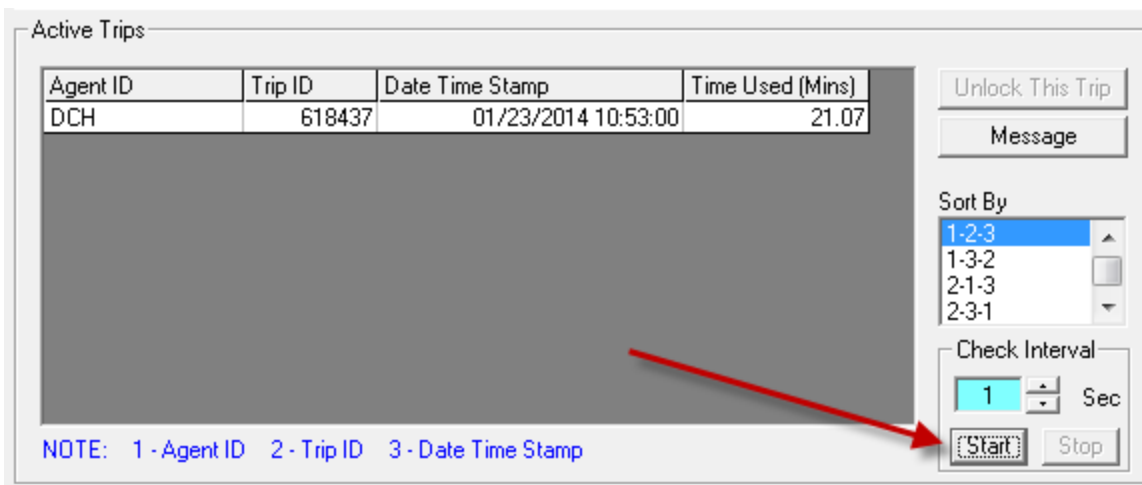 Active Trips
Agent ID Trip ID Date Time Stamp Time Used (Mins)
DCH 618437 01/23/2014 10:53:00 21.07
Unlock This Trip
Message
Sort By
1-2-3
1-3-2
2-1-3
2-3-1
Check Interval
1 Sec
Start Stop
NOTE: 1 - Agent ID 2 - Trip ID 3 - Date Time Stamp